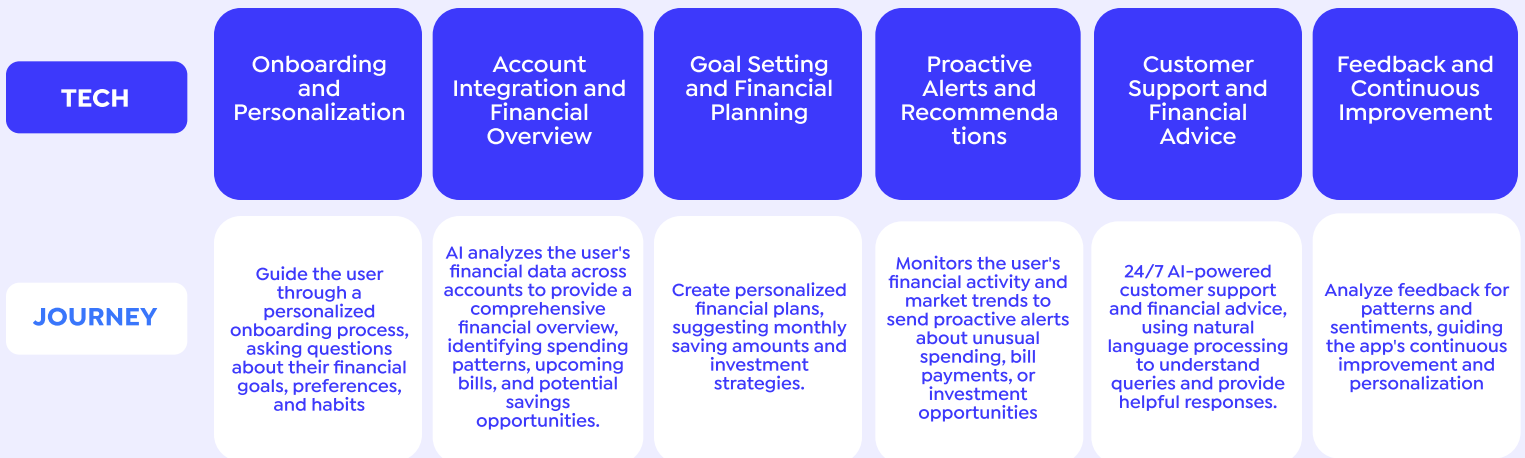 TECH
Onboarding
and
Personalization
Account
Integration and
Financial
Overview
Goal Setting
and Financial
Planning
Proactive
Alerts and
Recommenda
tions
Customer
Support and
Financial
Advice
Feedback and
Continuous
Improvement
JOURNEY
Guide the user
through a
personalized
onboarding process,
asking questions
about their financial
goals, preferences,
and habits
AI analyzes the user's
financial data across
accounts to provide a
comprehensive
financial overview,
identifying spending
patterns, upcoming
bills, and potential
savings
opportunities.
Create personalized
financial plans,
suggesting monthly
saving amounts and
investment
strategies.
Monitors the user's
financial activity and
market trends to
send proactive alerts
about unusual
spending, bill
payments, or
investment
opportunities
24/7 AI-powered
customer support
and financial advice,
using natural
language processing
to understand
queries and provide
helpful responses.
Analyze feedback for
patterns and
sentiments, guiding
the app's continuous
improvement and
personalization